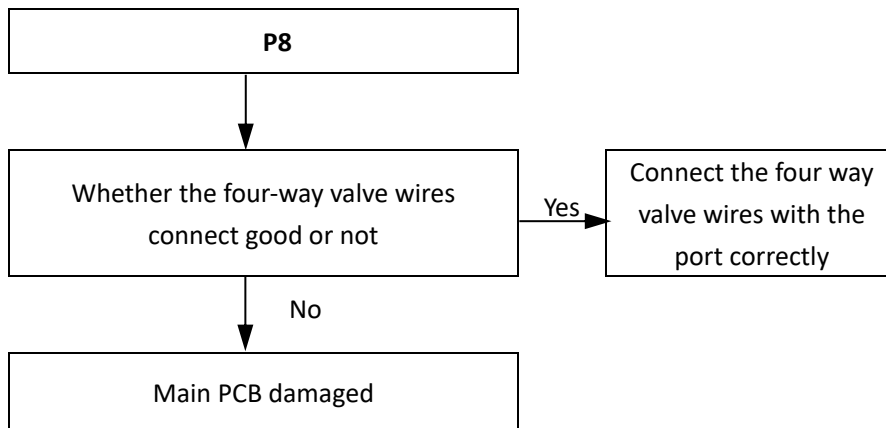 P8
Whether the four-way valve wires
connect good or not
Yes
Connect the four way
valve wires with the
port correctly
No
Main PCB damaged